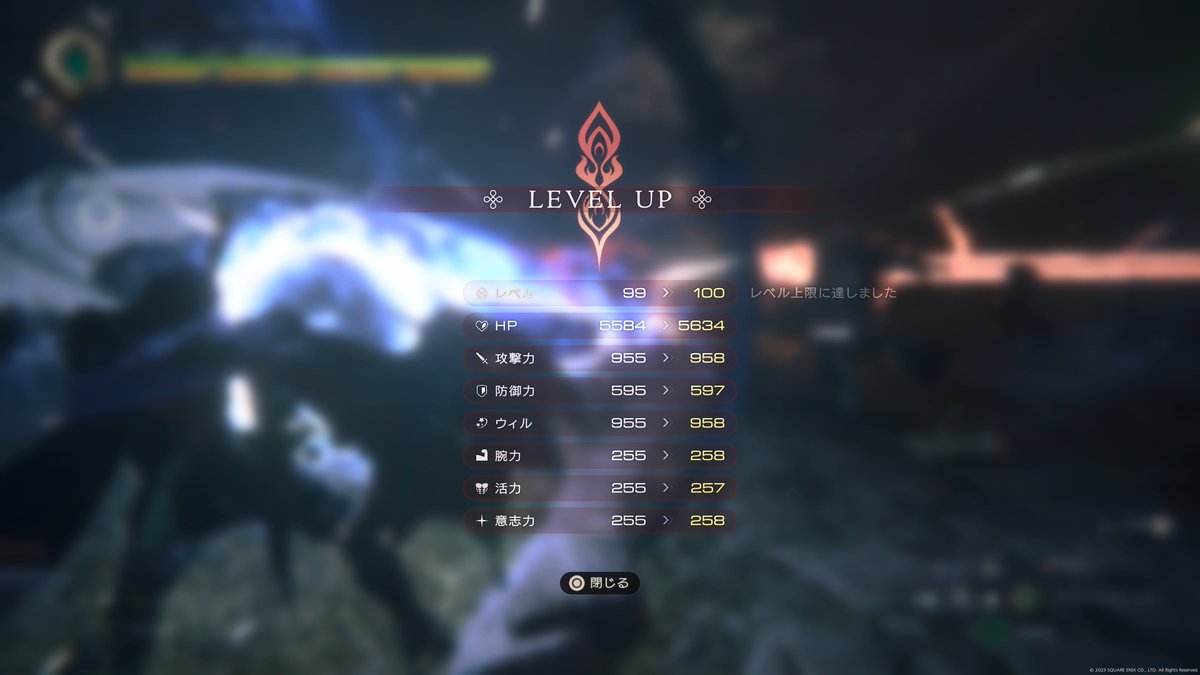 LEVEL UP
レベル 99 > 100 レベル上限に達しました
HP 5584 > 5634
攻撃力 955 > 958
防御力 595 > 597
ウィル 955 > 958
腕力 255 > 258
活力 255 > 257
意志力 255 > 258
閉じる
© 2023 SQUARE ENIX CO., LTD. All Rights Reserved.